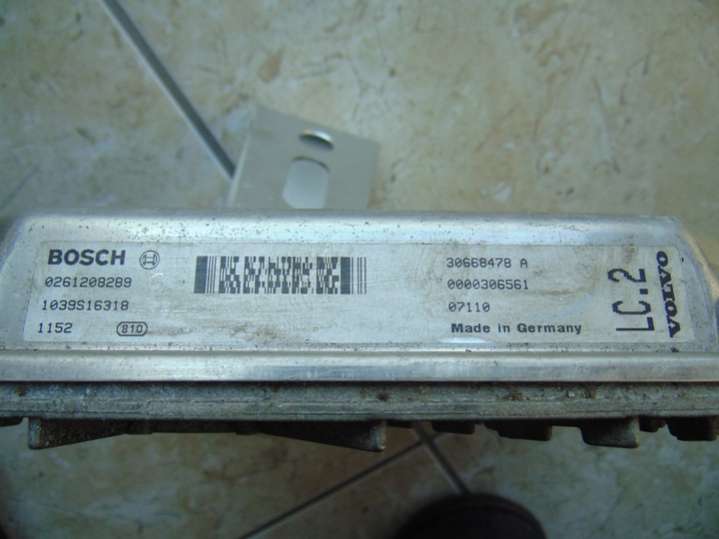 BOSCH
0261208289
1039S16318
1152 810
30668478 A
0000306561
07110
Made in Germany
LC.2
VOLVO